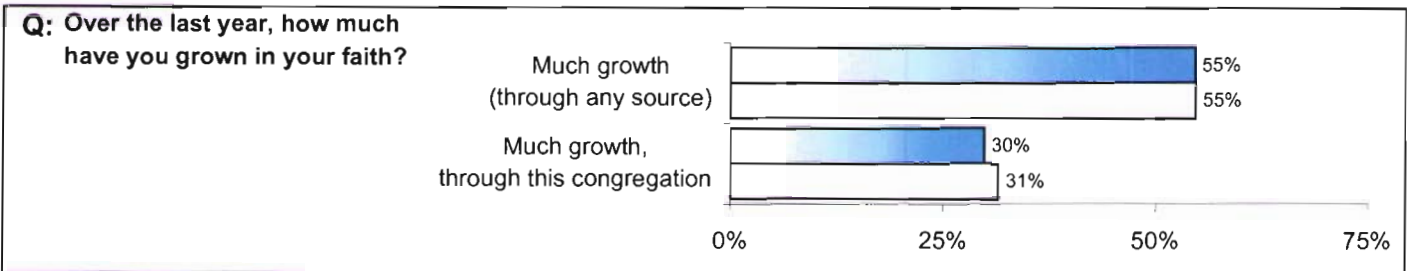 Q: Over the last year, how much
have you grown in your faith?
Much growth
(through any source)
55%
55%
Much growth,
through this congregation
30%
31%
0%
25%
50%
75%